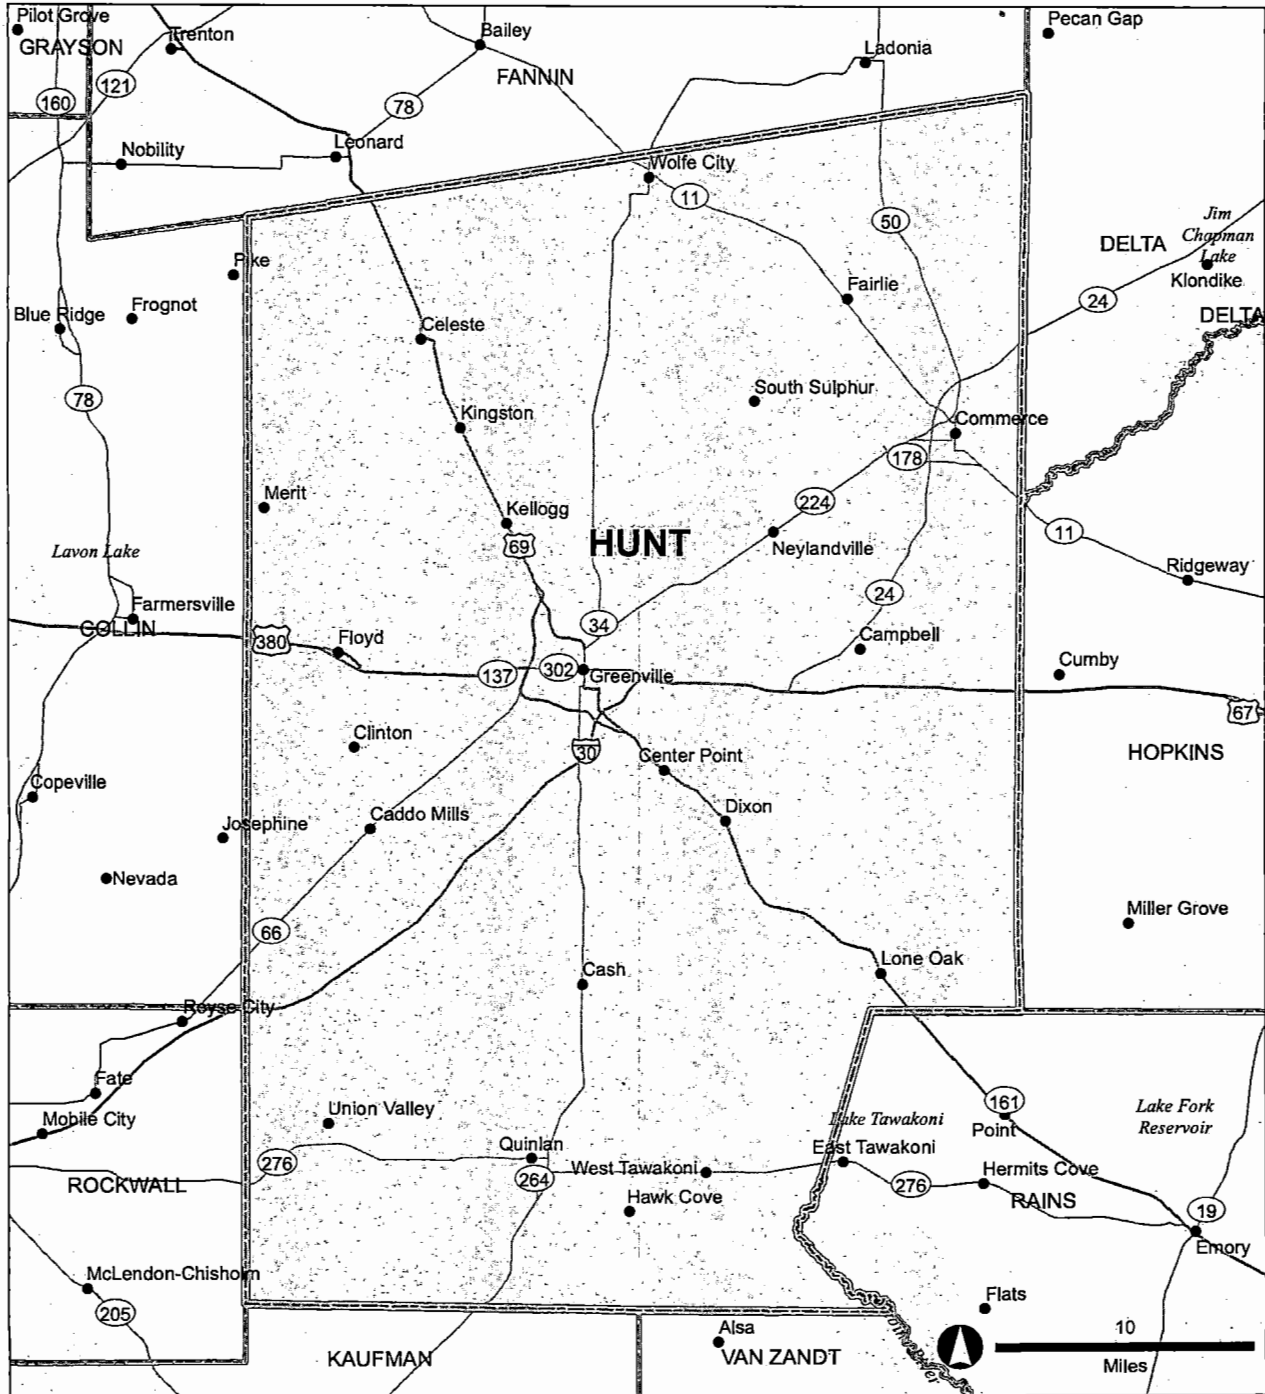 Pilot Grove
GRAYSON
Trenton
Bailey
Pecan Gap
Ladonia
FANNIN
121
160
78
Nobility
Leonard
Wolfe City
11
50
Jim
Chapman
Lake
DELTA
Klondike
Pike
Fairlie
24
Blue Ridge
Frognot
DELTA
Celeste
78
South Sulphur
Kingston
Commerce
178
Merit
224
Kellogg
69
HUNT
Neylandville
11
Lavon Lake
Ridgeway
Farmersville
24
COLLIN
380
Floyd
34
Campbell
Cumby
137
302
Greenville
67
Clinton
30
Center Point
HOPKINS
Copeville
Dixon
Josephine
Caddo Mills
Nevada
Miller Grove
66
Cash
Lone Oak
Royse City
Fate
161
Lake Fork
Reservoir
Mobile City
Union Valley
Lake Tawakoni
Point
276
Quinlan
East Tawakoni
West Tawakoni
Hermits Cove
ROCKWALL
264
276
RAINS
Hawk Cove
19
Emory
McLendon-Chisholm
205
Flats
Alsa
10
KAUFMAN
VAN ZANDT
Miles
River